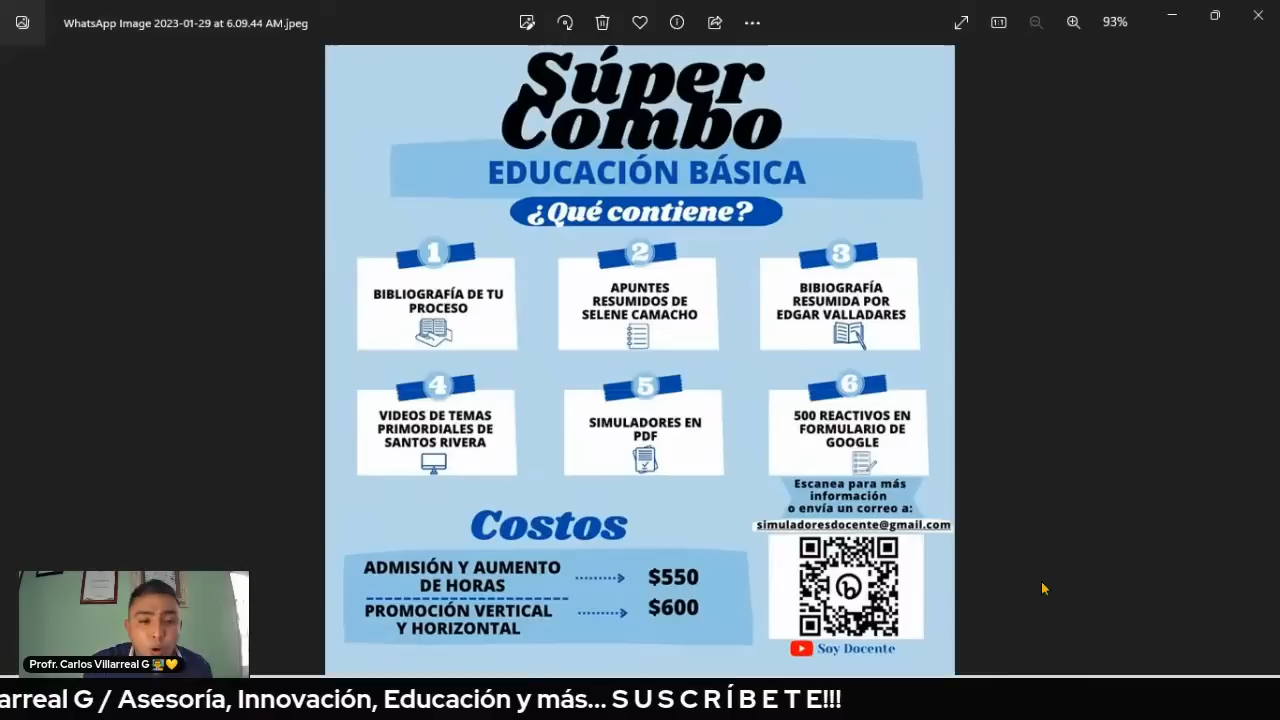 WhatsApp Image 2023-01-29 at 6.09.44 AM.jpeg
93%
Súper
Combo
EDUCACIÓN BÁSICA
¿Qué contiene?
1
BIBLIOGRAFÍA DE TU
PROCESO
2
APUNTES
RESUMIDOS DE
SELENE CAMACHO
3
BIBIOGRAFÍA
RESUMIDA POR
EDGAR VALLADARES
4
VIDEOS DE TEMAS
PRIMORDIALES DE
SANTOS RIVERA
5
SIMULADORES EN
PDF
6
500 REACTIVOS EN
FORMULARIO DE
GOOGLE
Escanea para más
información
o envía un correo a:
simuladoresdocente@gmail.com
Costos
ADMISIÓN Y AUMENTO
DE HORAS
$550
PROMOCIÓN VERTICAL
Y HORIZONTAL
$600
Soy Docente
Profr. Carlos Villarreal G 👨‍🏫💛
arreal G / Asesoría, Innovación, Educación y más... S U S C R Í B E T E!!!